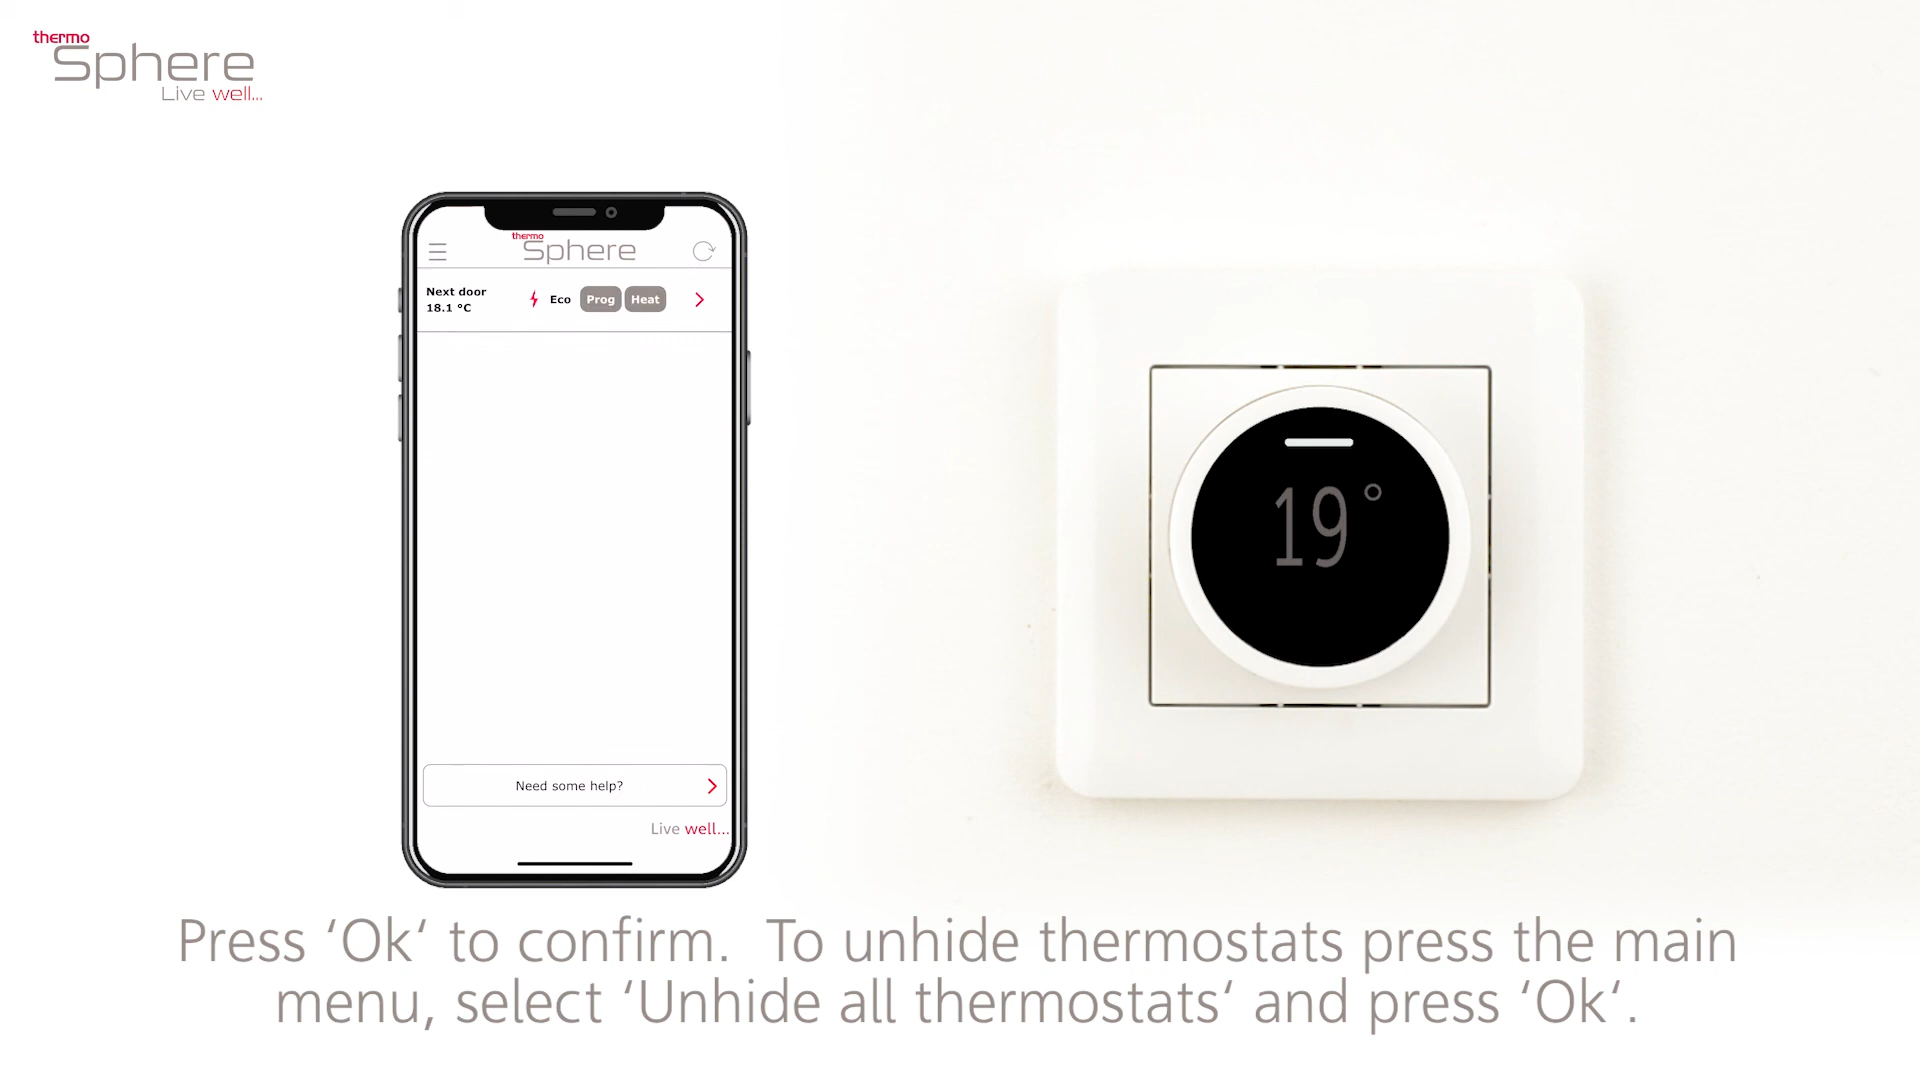 thermo
Sphere
Live well...
thermo
Sphere
Next door
18.1 °C
Eco Prog Heat
19°
Need some help?
Live well...
Press ‘Ok‘ to confirm. To unhide thermostats press the main
menu, select ‘Unhide all thermostats‘ and press ‘Ok‘.